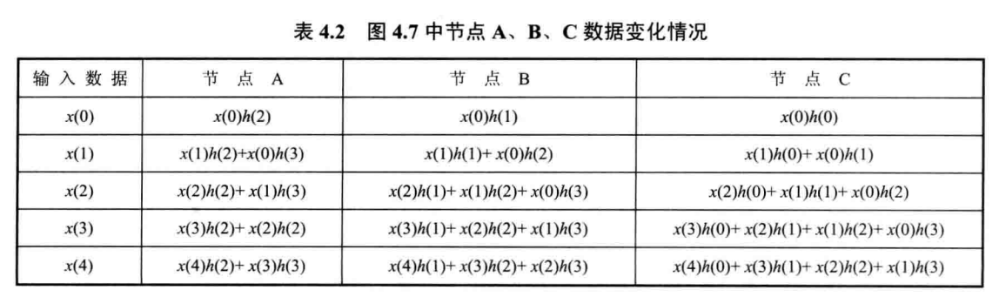 表 4.2 图 4.7 中节点 A、B、C 数据变化情况
输入数据 节点 A 节点 B 节点 C
x(0) x(0)h(2) x(0)h(1) x(0)h(0)
x(1) x(1)h(2)+x(0)h(3) x(1)h(1)+ x(0)h(2) x(1)h(0)+ x(0)h(1)
x(2) x(2)h(2)+ x(1)h(3) x(2)h(1)+ x(1)h(2)+ x(0)h(3) x(2)h(0)+ x(1)h(1)+ x(0)h(2)
x(3) x(3)h(2)+ x(2)h(2) x(3)h(1)+ x(2)h(2)+ x(1)h(3) x(3)h(0)+ x(2)h(1)+ x(1)h(2)+ x(0)h(3)
x(4) x(4)h(2)+ x(3)h(3) x(4)h(1)+ x(3)h(2)+ x(2)h(3) x(4)h(0)+ x(3)h(1)+ x(2)h(2)+ x(1)h(3)